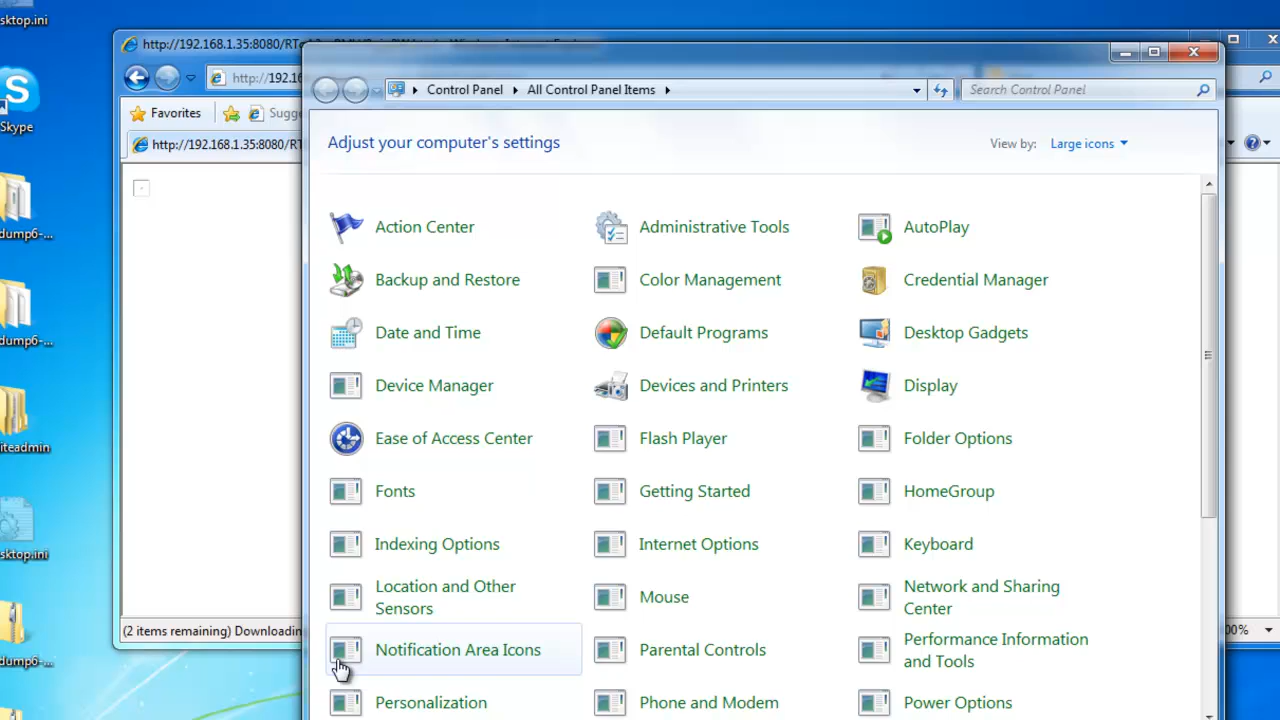 sktop.ini
http://192.168.1.35:8080/RT
http://192.16
Control Panel
All Control Panel Items
Search Control Panel
Skype
Favorites
Sugge
http://192.168.1.35:8080/RT
Adjust your computer's settings
View by:
Large icons
Action Center
Administrative Tools
AutoPlay
dump6-...
Backup and Restore
Color Management
Credential Manager
Date and Time
Default Programs
Desktop Gadgets
dump6-...
Device Manager
Devices and Printers
Display
Ease of Access Center
Flash Player
Folder Options
iteadmin
Fonts
Getting Started
HomeGroup
Indexing Options
Internet Options
Keyboard
sktop.ini
Location and Other
Sensors
Mouse
Network and Sharing
Center
(2 items remaining) Downloadin
00%
Notification Area Icons
Parental Controls
Performance Information
and Tools
dump6-...
Personalization
Phone and Modem
Power Options